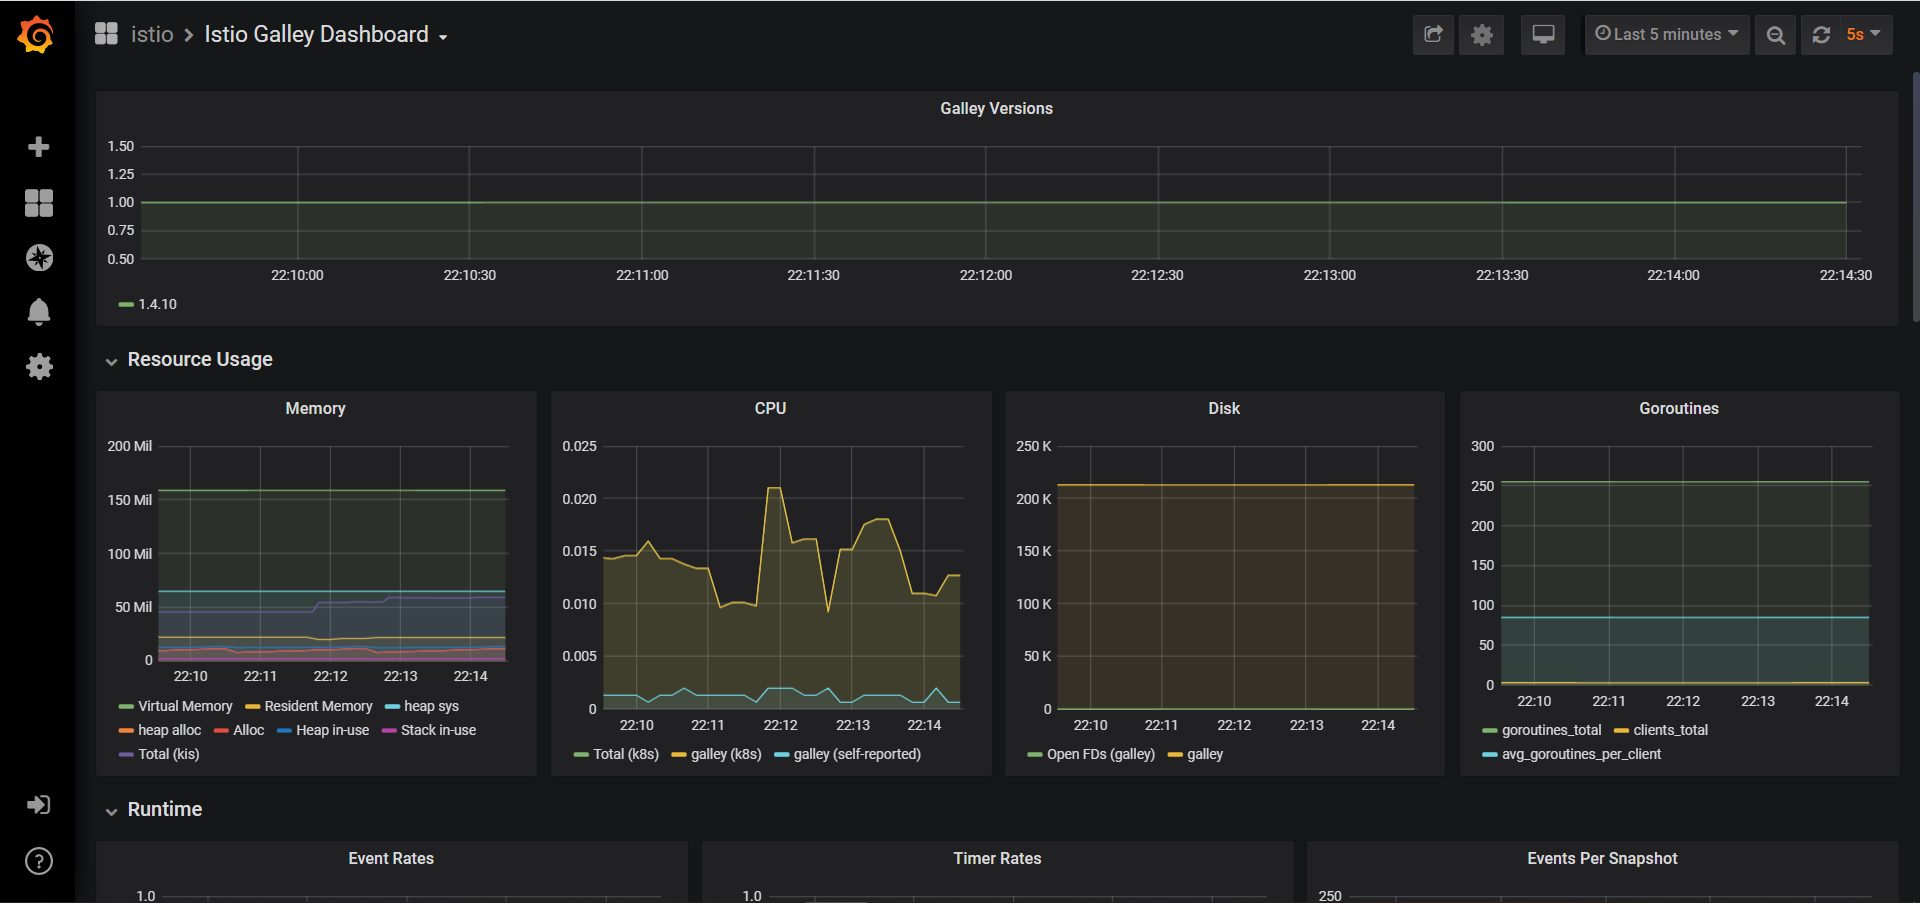 istio > Istio Galley Dashboard
Last 5 minutes 5s
Galley Versions
1.50
1.25
1.00
0.75
0.50
22:10:00 22:10:30 22:11:00 22:11:30 22:12:00 22:12:30 22:13:00 22:13:30 22:14:00 22:14:30
1.4.10
Resource Usage
Memory
200 Mil
150 Mil
100 Mil
50 Mil
0
22:10 22:11 22:12 22:13 22:14
Virtual Memory Resident Memory heap sys
heap alloc Alloc Heap in-use Stack in-use
Total (kis)
CPU
0.025
0.020
0.015
0.010
0.005
0
22:10 22:11 22:12 22:13 22:14
Total (k8s) galley (k8s) galley (self-reported)
Disk
250 K
200 K
150 K
100 K
50 K
0
22:10 22:11 22:12 22:13 22:14
Open FDs (galley) galley
Goroutines
300
250
200
150
100
50
0
22:10 22:11 22:12 22:13 22:14
goroutines_total clients_total
avg_goroutines_per_client
Runtime
Event Rates
1.0
Timer Rates
1.0
Events Per Snapshot
250